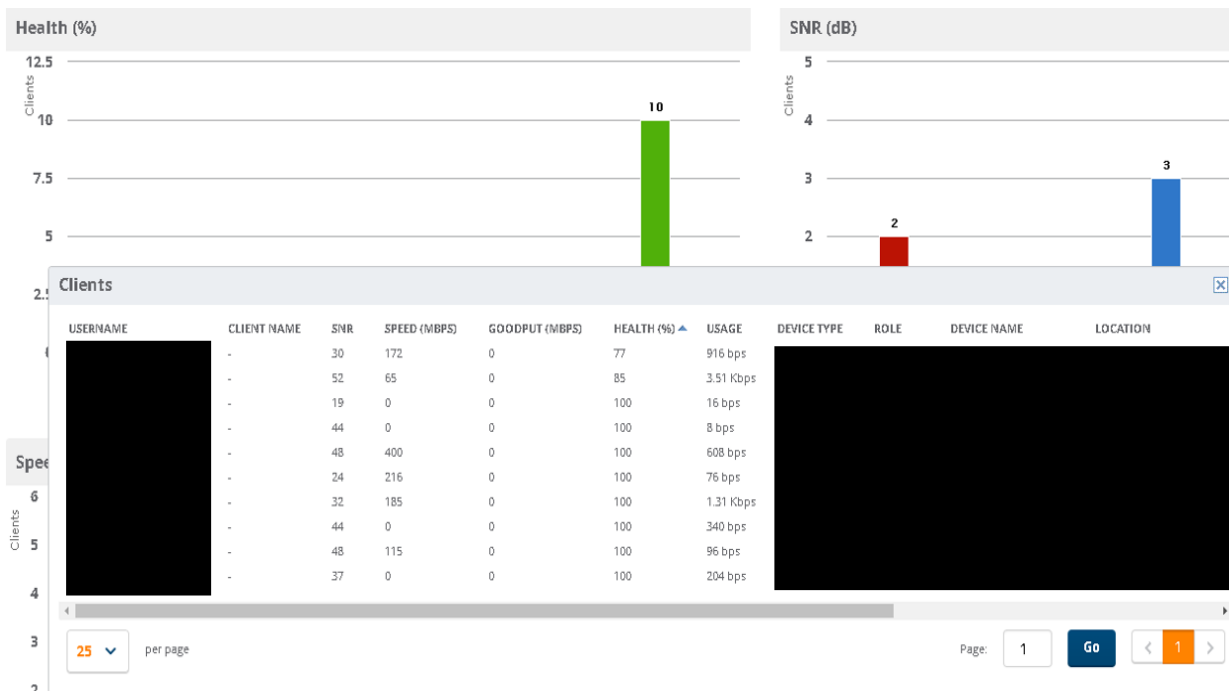 Health (%)
SNR (dB)
12.5
10
7.5
5
Clients
10
5
4
3
2
Clients
2
3
Clients
USERNAME CLIENT NAME SNR SPEED (MBPS) GOODPUT (MBPS) HEALTH (%) USAGE DEVICE TYPE ROLE DEVICE NAME LOCATION
- 30 172 0 77 916 bps
- 52 65 0 85 3.51 Kbps
- 19 0 0 100 16 bps
- 44 0 0 100 8 bps
- 48 400 0 100 608 bps
- 24 216 0 100 76 bps
- 32 185 0 100 1.31 Kbps
- 44 0 0 100 340 bps
- 48 115 0 100 96 bps
- 37 0 0 100 204 bps
6
5
4
3
Clients
25 per page
Page: 1 Go 1